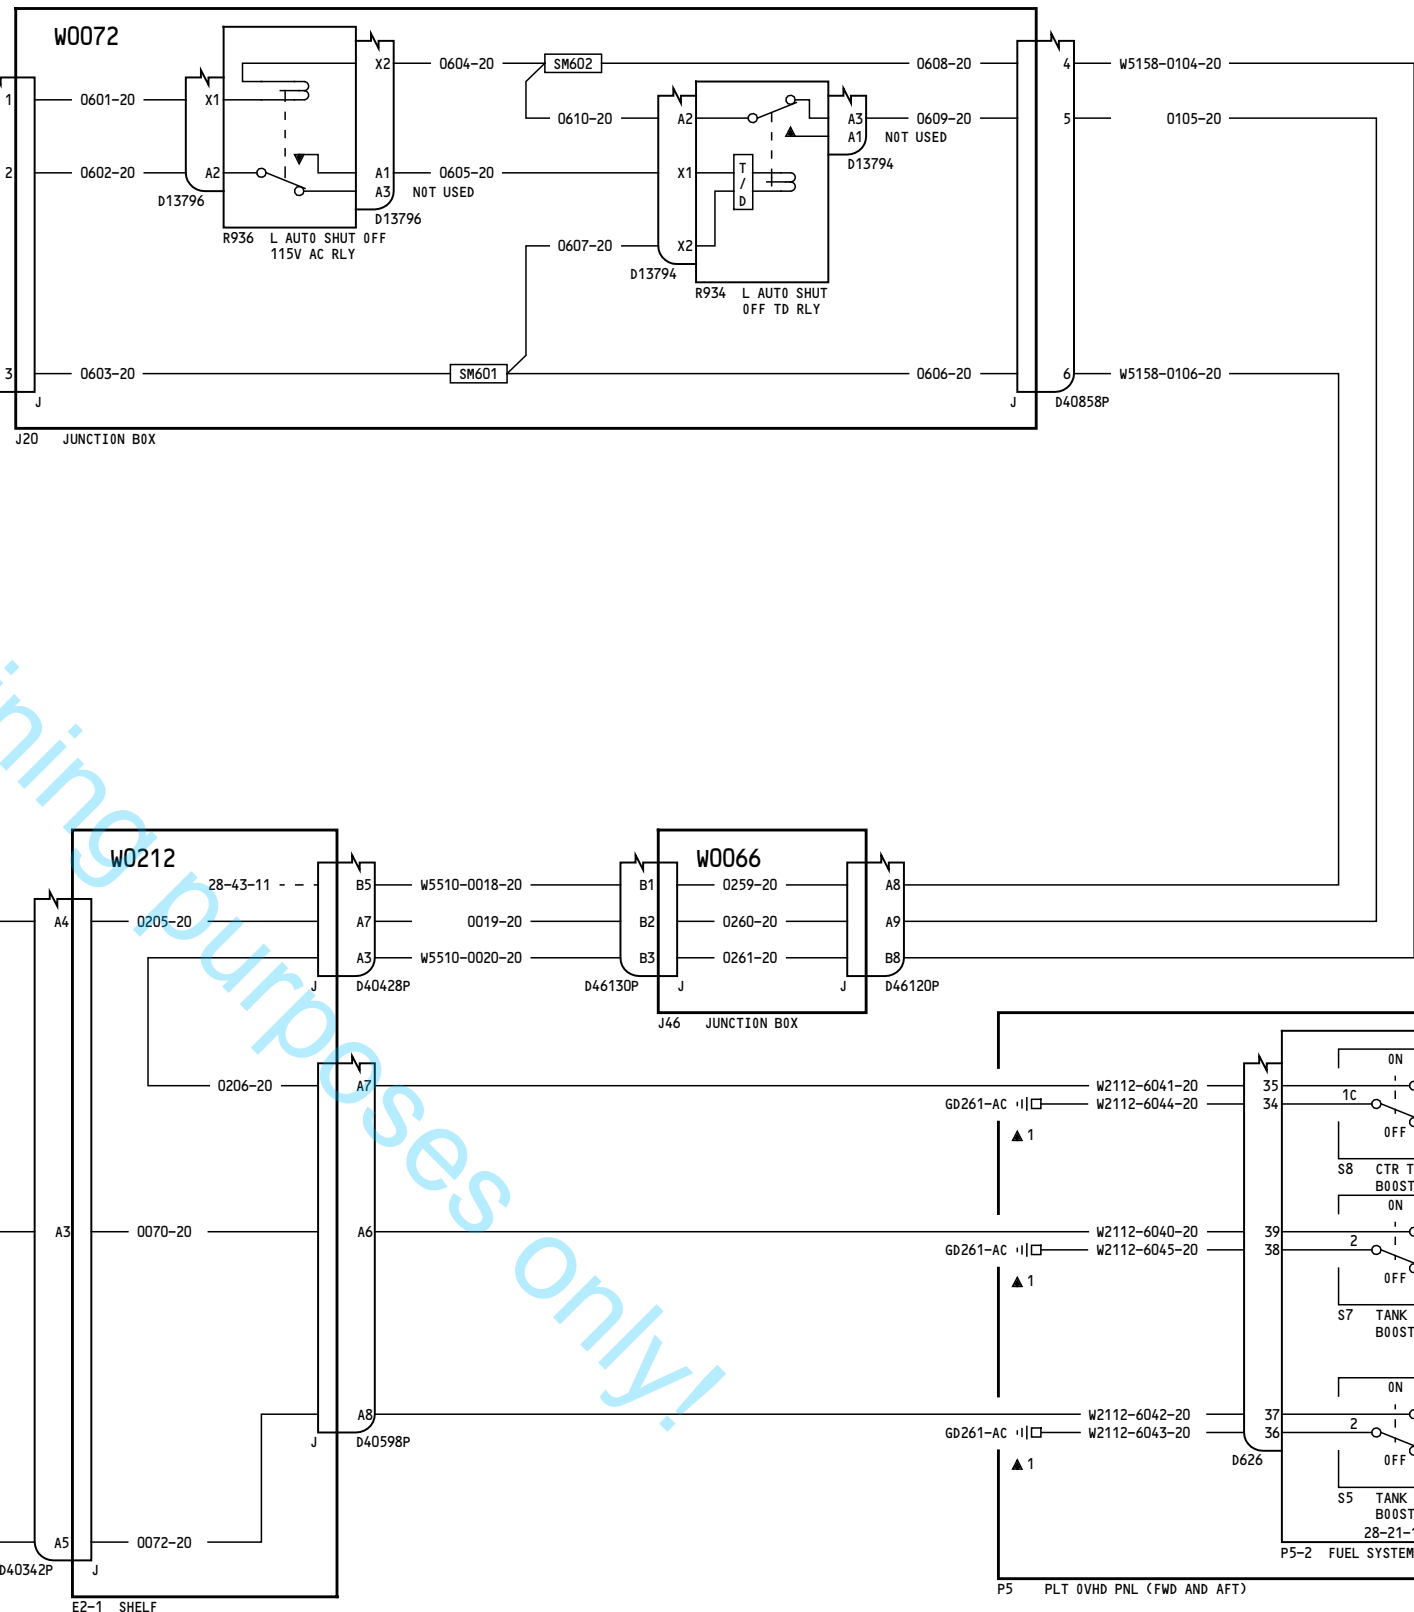 W0072
X2 0604-20 SM602 0608-20 4 W5158-0104-20
1 0601-20 X1
0610-20 A2 A3 0609-20 5 0105-20
A1 NOT USED
D13794
2 0602-20 A2 A1 0605-20 X1
T
/
D
A3 NOT USED
D13796
D13796
R936 L AUTO SHUT OFF
115V AC RLY
0607-20 X2
D13794
R934 L AUTO SHUT
OFF TD RLY
3 0603-20 SM601 0606-20 6 W5158-0106-20
J
J D40858P
J20 JUNCTION BOX
W0212
W0066
28-43-11 B5 W5510-0018-20 B1 0259-20 A8
A4 0205-20 A7 0019-20 B2 0260-20 A9
A3 W5510-0020-20 B3 0261-20 B8
J D40428P D46130P J J D46120P
J46 JUNCTION BOX
ining purposes only!
ON
0206-20 A7 W2112-6041-20 35
GD261-AC W2112-6044-20 34 1C
1 OFF
S8 CTR T
BOOST
ON
A3 0070-20 A6 W2112-6040-20 39
GD261-AC W2112-6045-20 38 2
1 OFF
S7 TANK
BOOST
ON
A8 W2112-6042-20 37
GD261-AC W2112-6043-20 36 2
J D40598P
1 D626 OFF
S5 TANK
BOOST
28-21-1
A5 0072-20
P5-2 FUEL SYSTEM
D40342P J
P5 PLT OVHD PNL (FWD AND AFT)
E2-1 SHELF